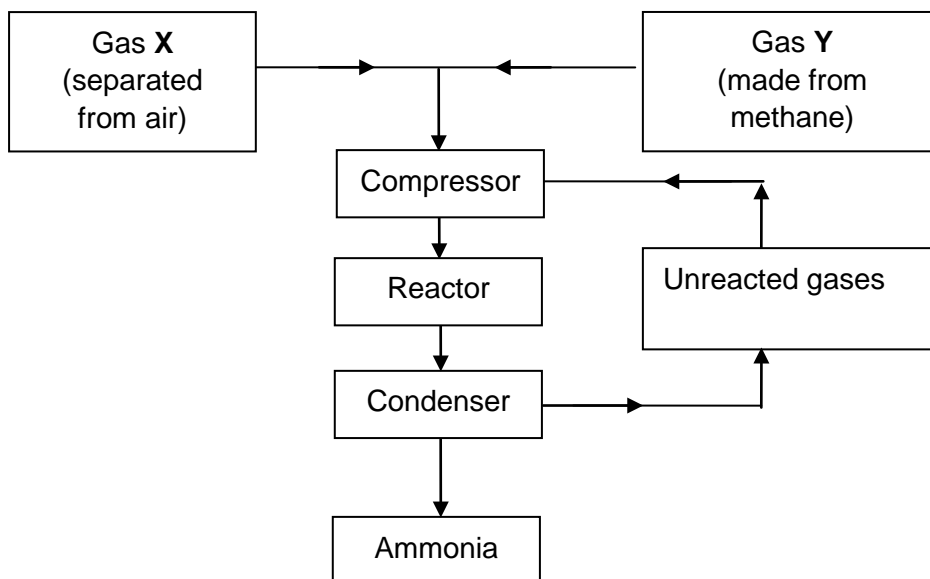 Gas X
(separated
from air)
Gas Y
(made from
methane)
Compressor
Reactor
Unreacted gases
Condenser
Ammonia